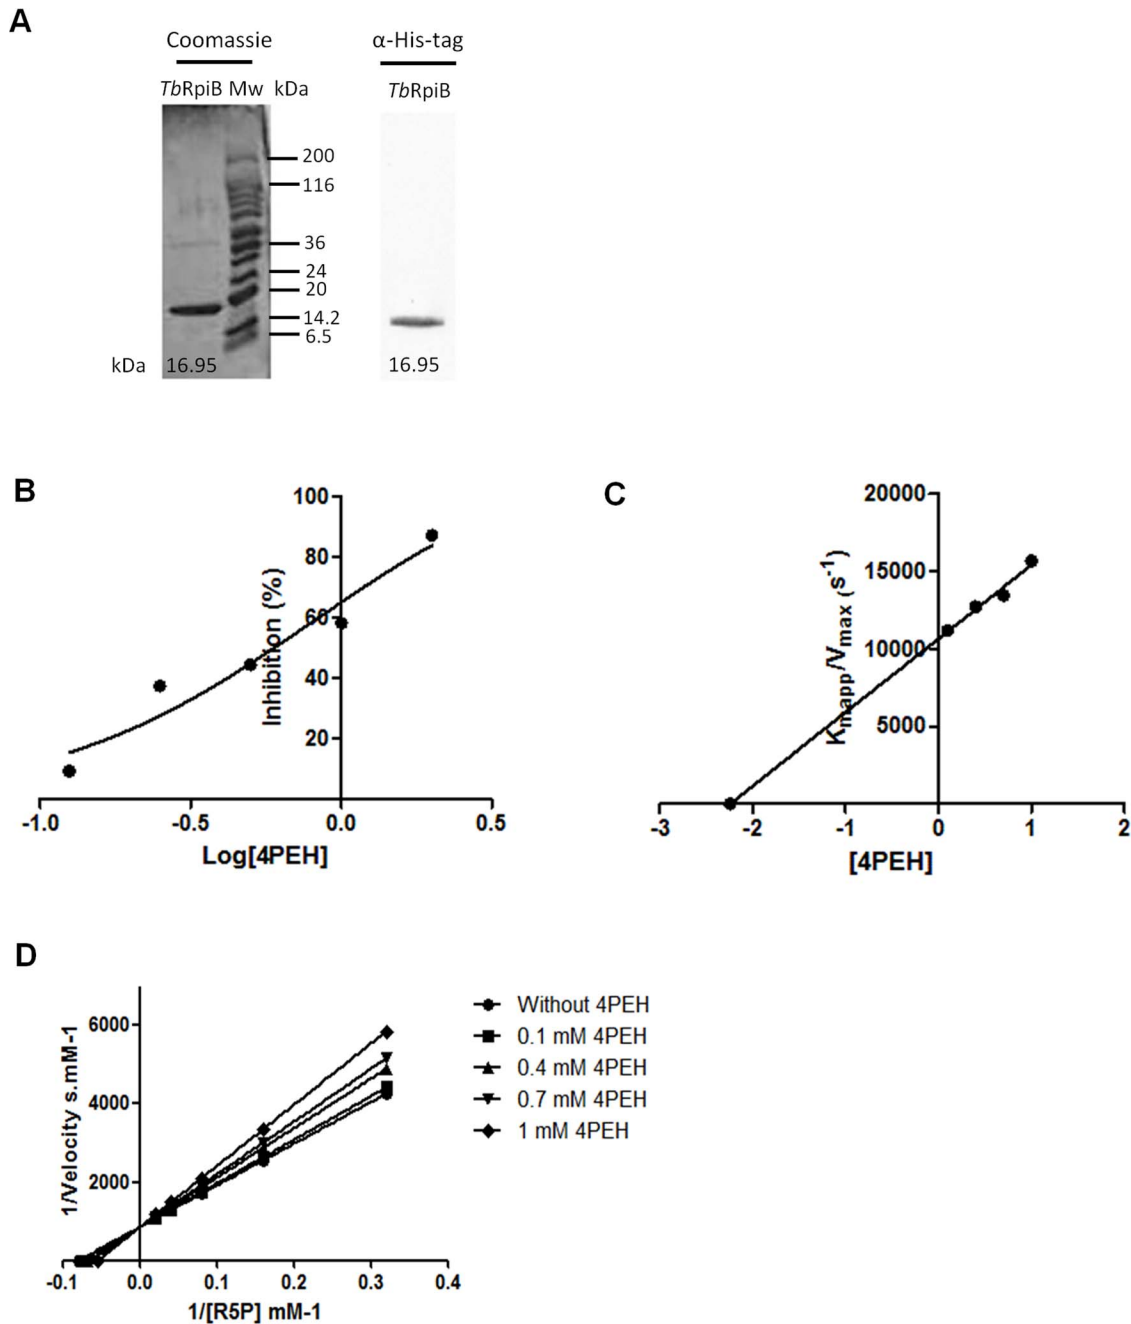 A
Coomassie
α-His-tag
TbRpiB Mw kDa
TbRpiB
200
116
36
24
20
14.2
6.5
kDa 16.95
16.95
B
100
80
60
40
20
Inhibition (%)
-1.0 -0.5 0.0 0.5
Log[4PEH]
C
20000
15000
10000
5000
Kmapp/Vmax (s-1)
-3 -2 -1 0 1 2
[4PEH]
D
6000
4000
2000
1/Velocity s.mM-1
-0.1 0.0 0.1 0.2 0.3 0.4
1/[R5P] mM-1
Without 4PEH
0.1 mM 4PEH
0.4 mM 4PEH
0.7 mM 4PEH
1 mM 4PEH